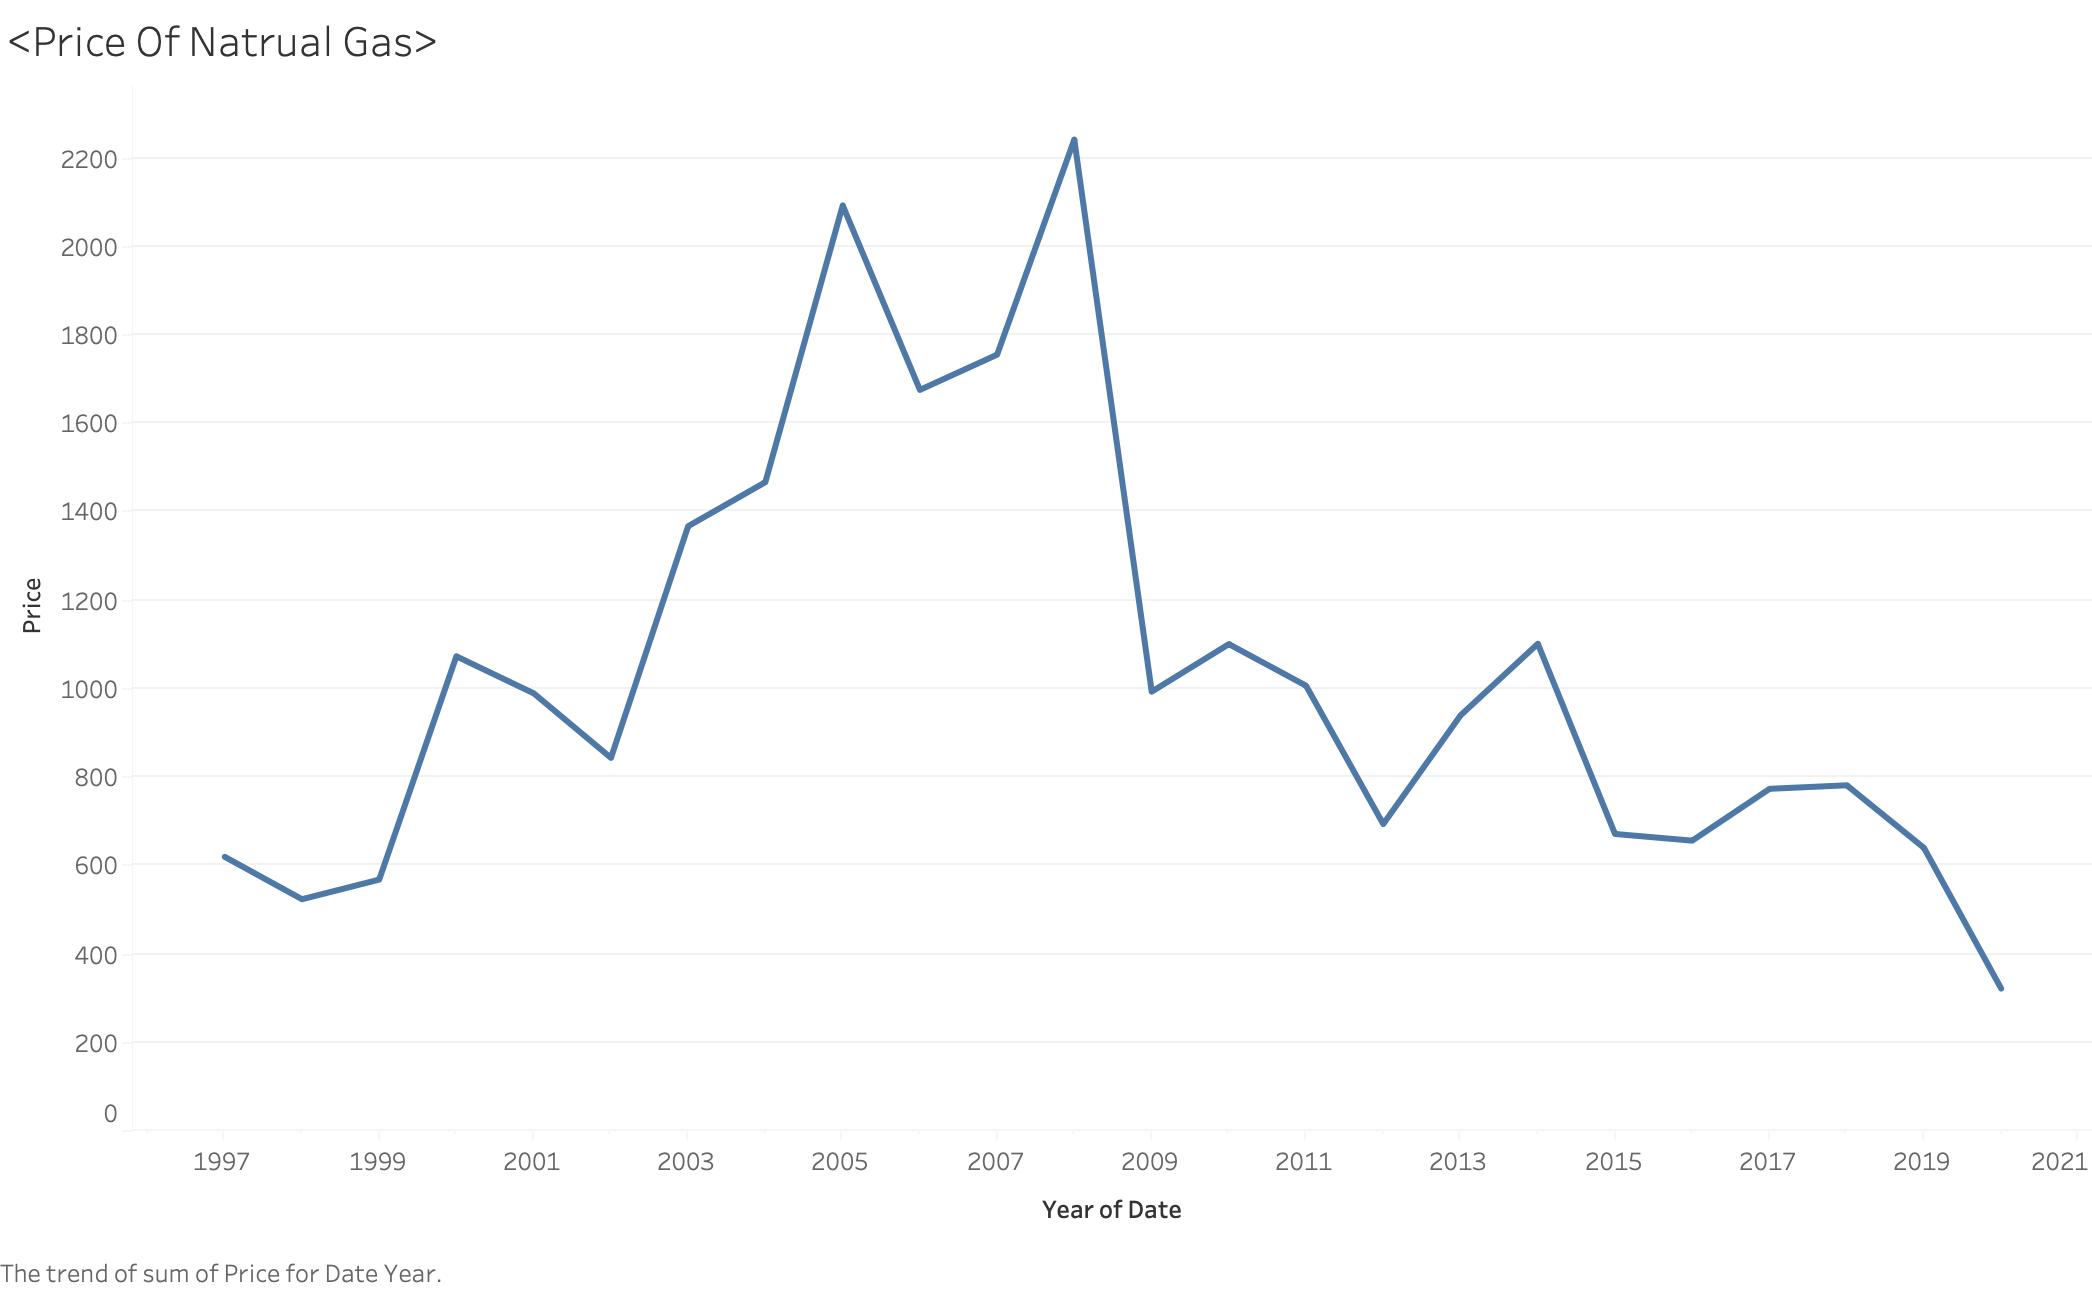 <Price Of Natrual Gas>
2200
2000
1800
1600
1400
1200
1000
800
600
400
200
0
Price
1997 1999 2001 2003 2005 2007 2009 2011 2013 2015 2017 2019 2021
Year of Date
The trend of sum of Price for Date Year.